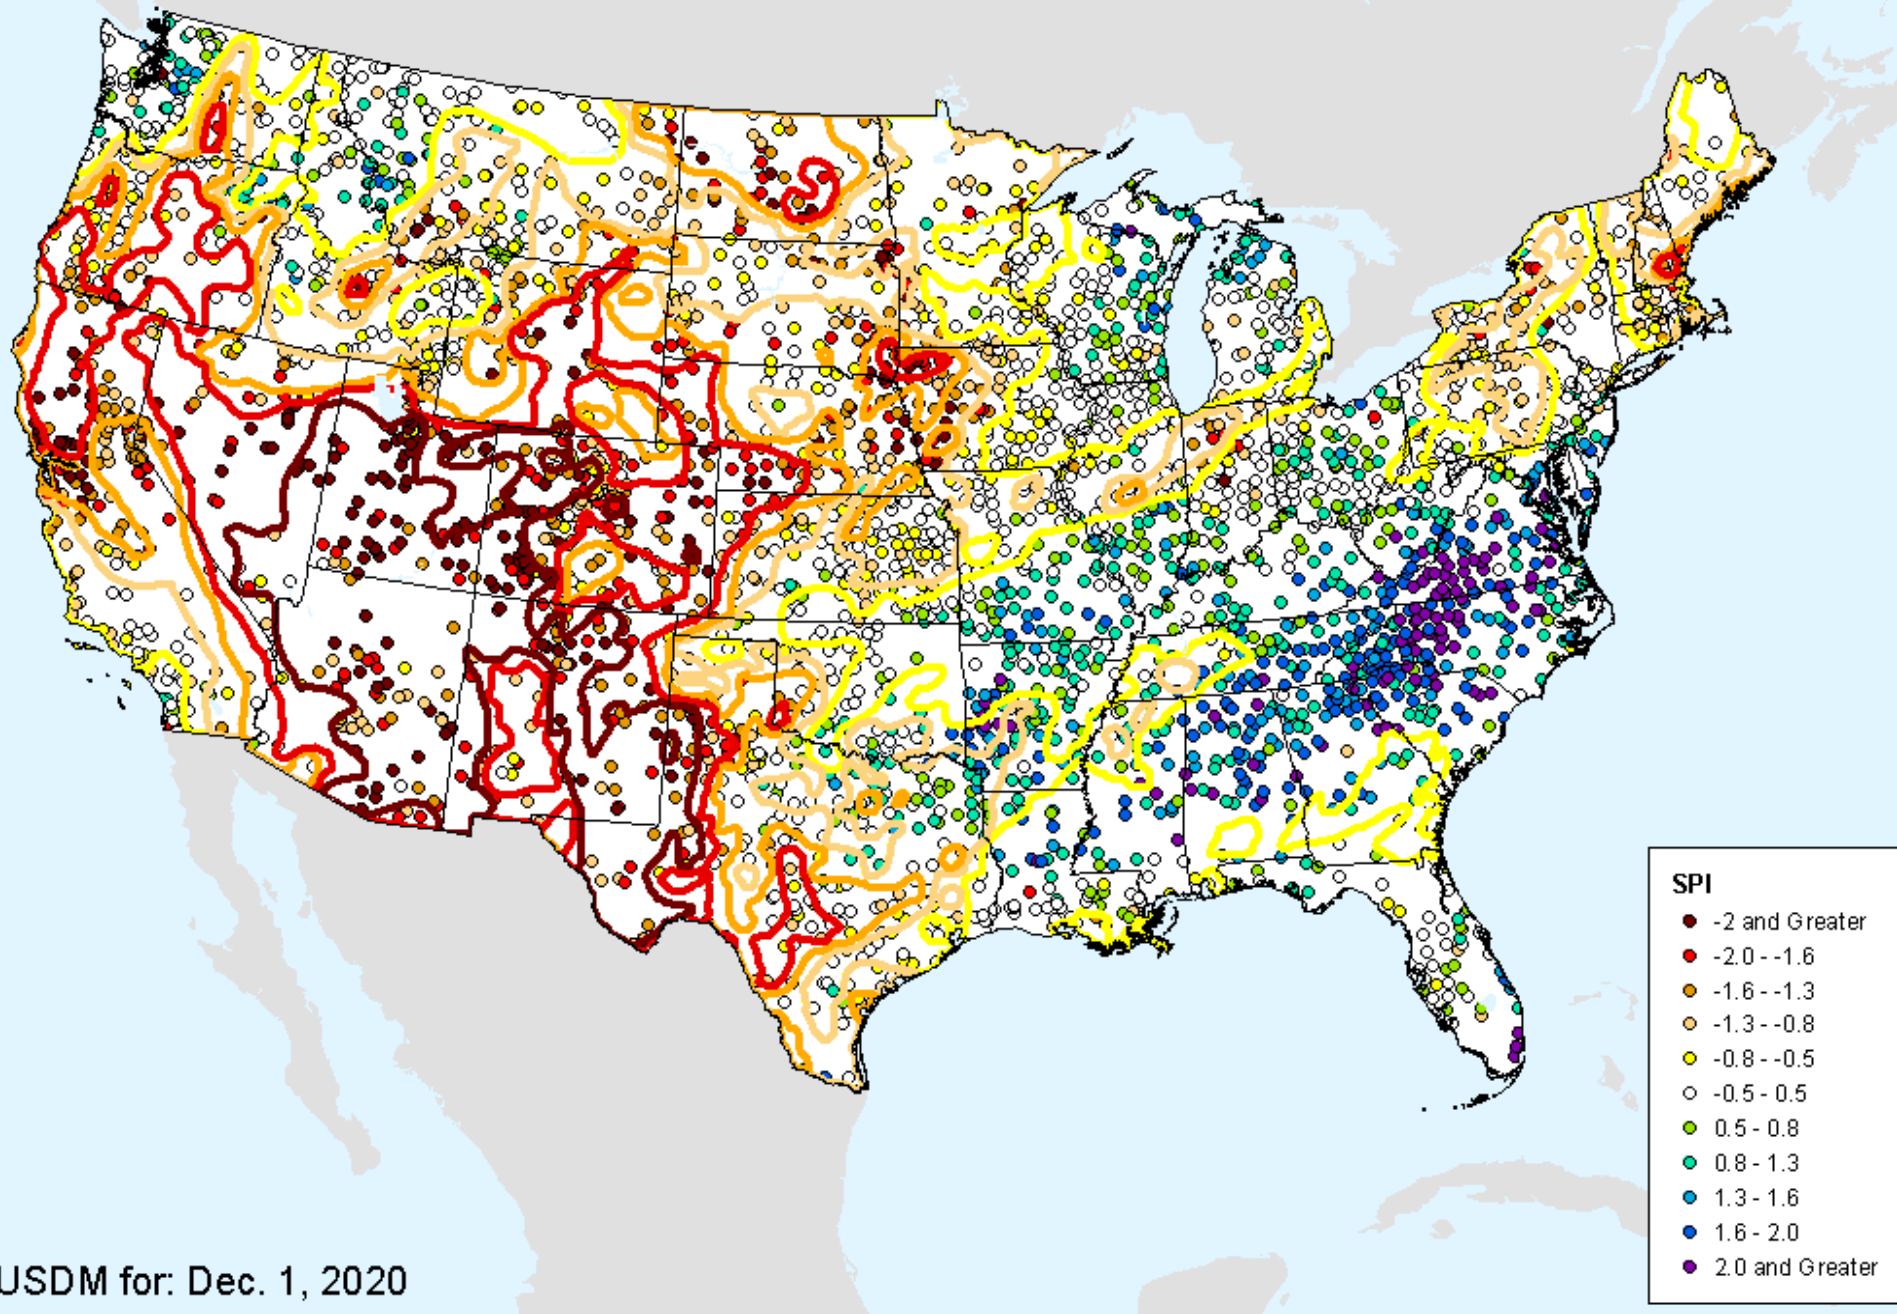 SPI
-2 and Greater
-2.0 - -1.6
-1.6 - -1.3
-1.3 - -0.8
-0.8 - -0.5
-0.5 - 0.5
0.5 - 0.8
0.8 - 1.3
1.3 - 1.6
1.6 - 2.0
2.0 and Greater
USDM for: Dec. 1, 2020